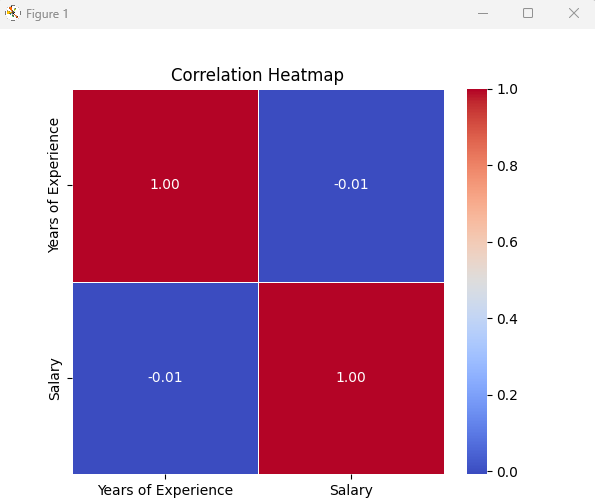 Figure 1
Correlation Heatmap
Years of Experience
Salary
1.00
-0.01
-0.01
1.00
Years of Experience
Salary
1.0
0.8
0.6
0.4
0.2
0.0